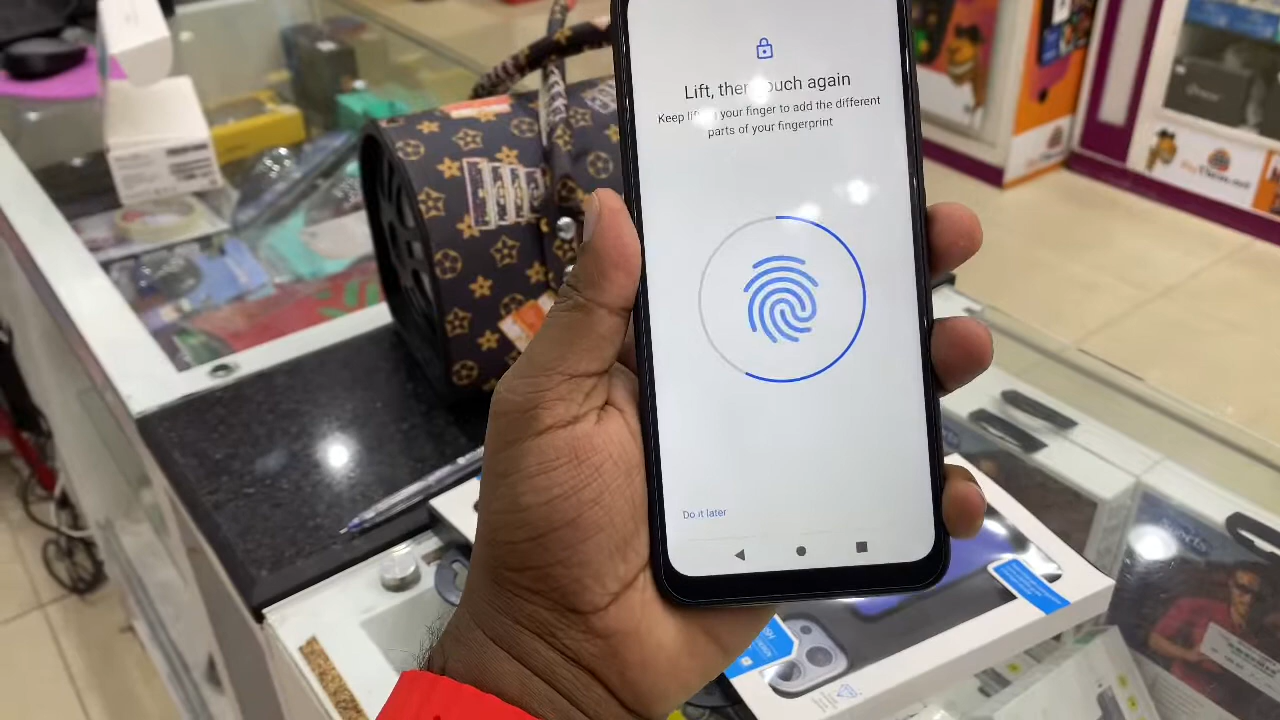 Lift, then touch again
Keep lifting your finger to add the different
parts of your fingerprint
Do it later